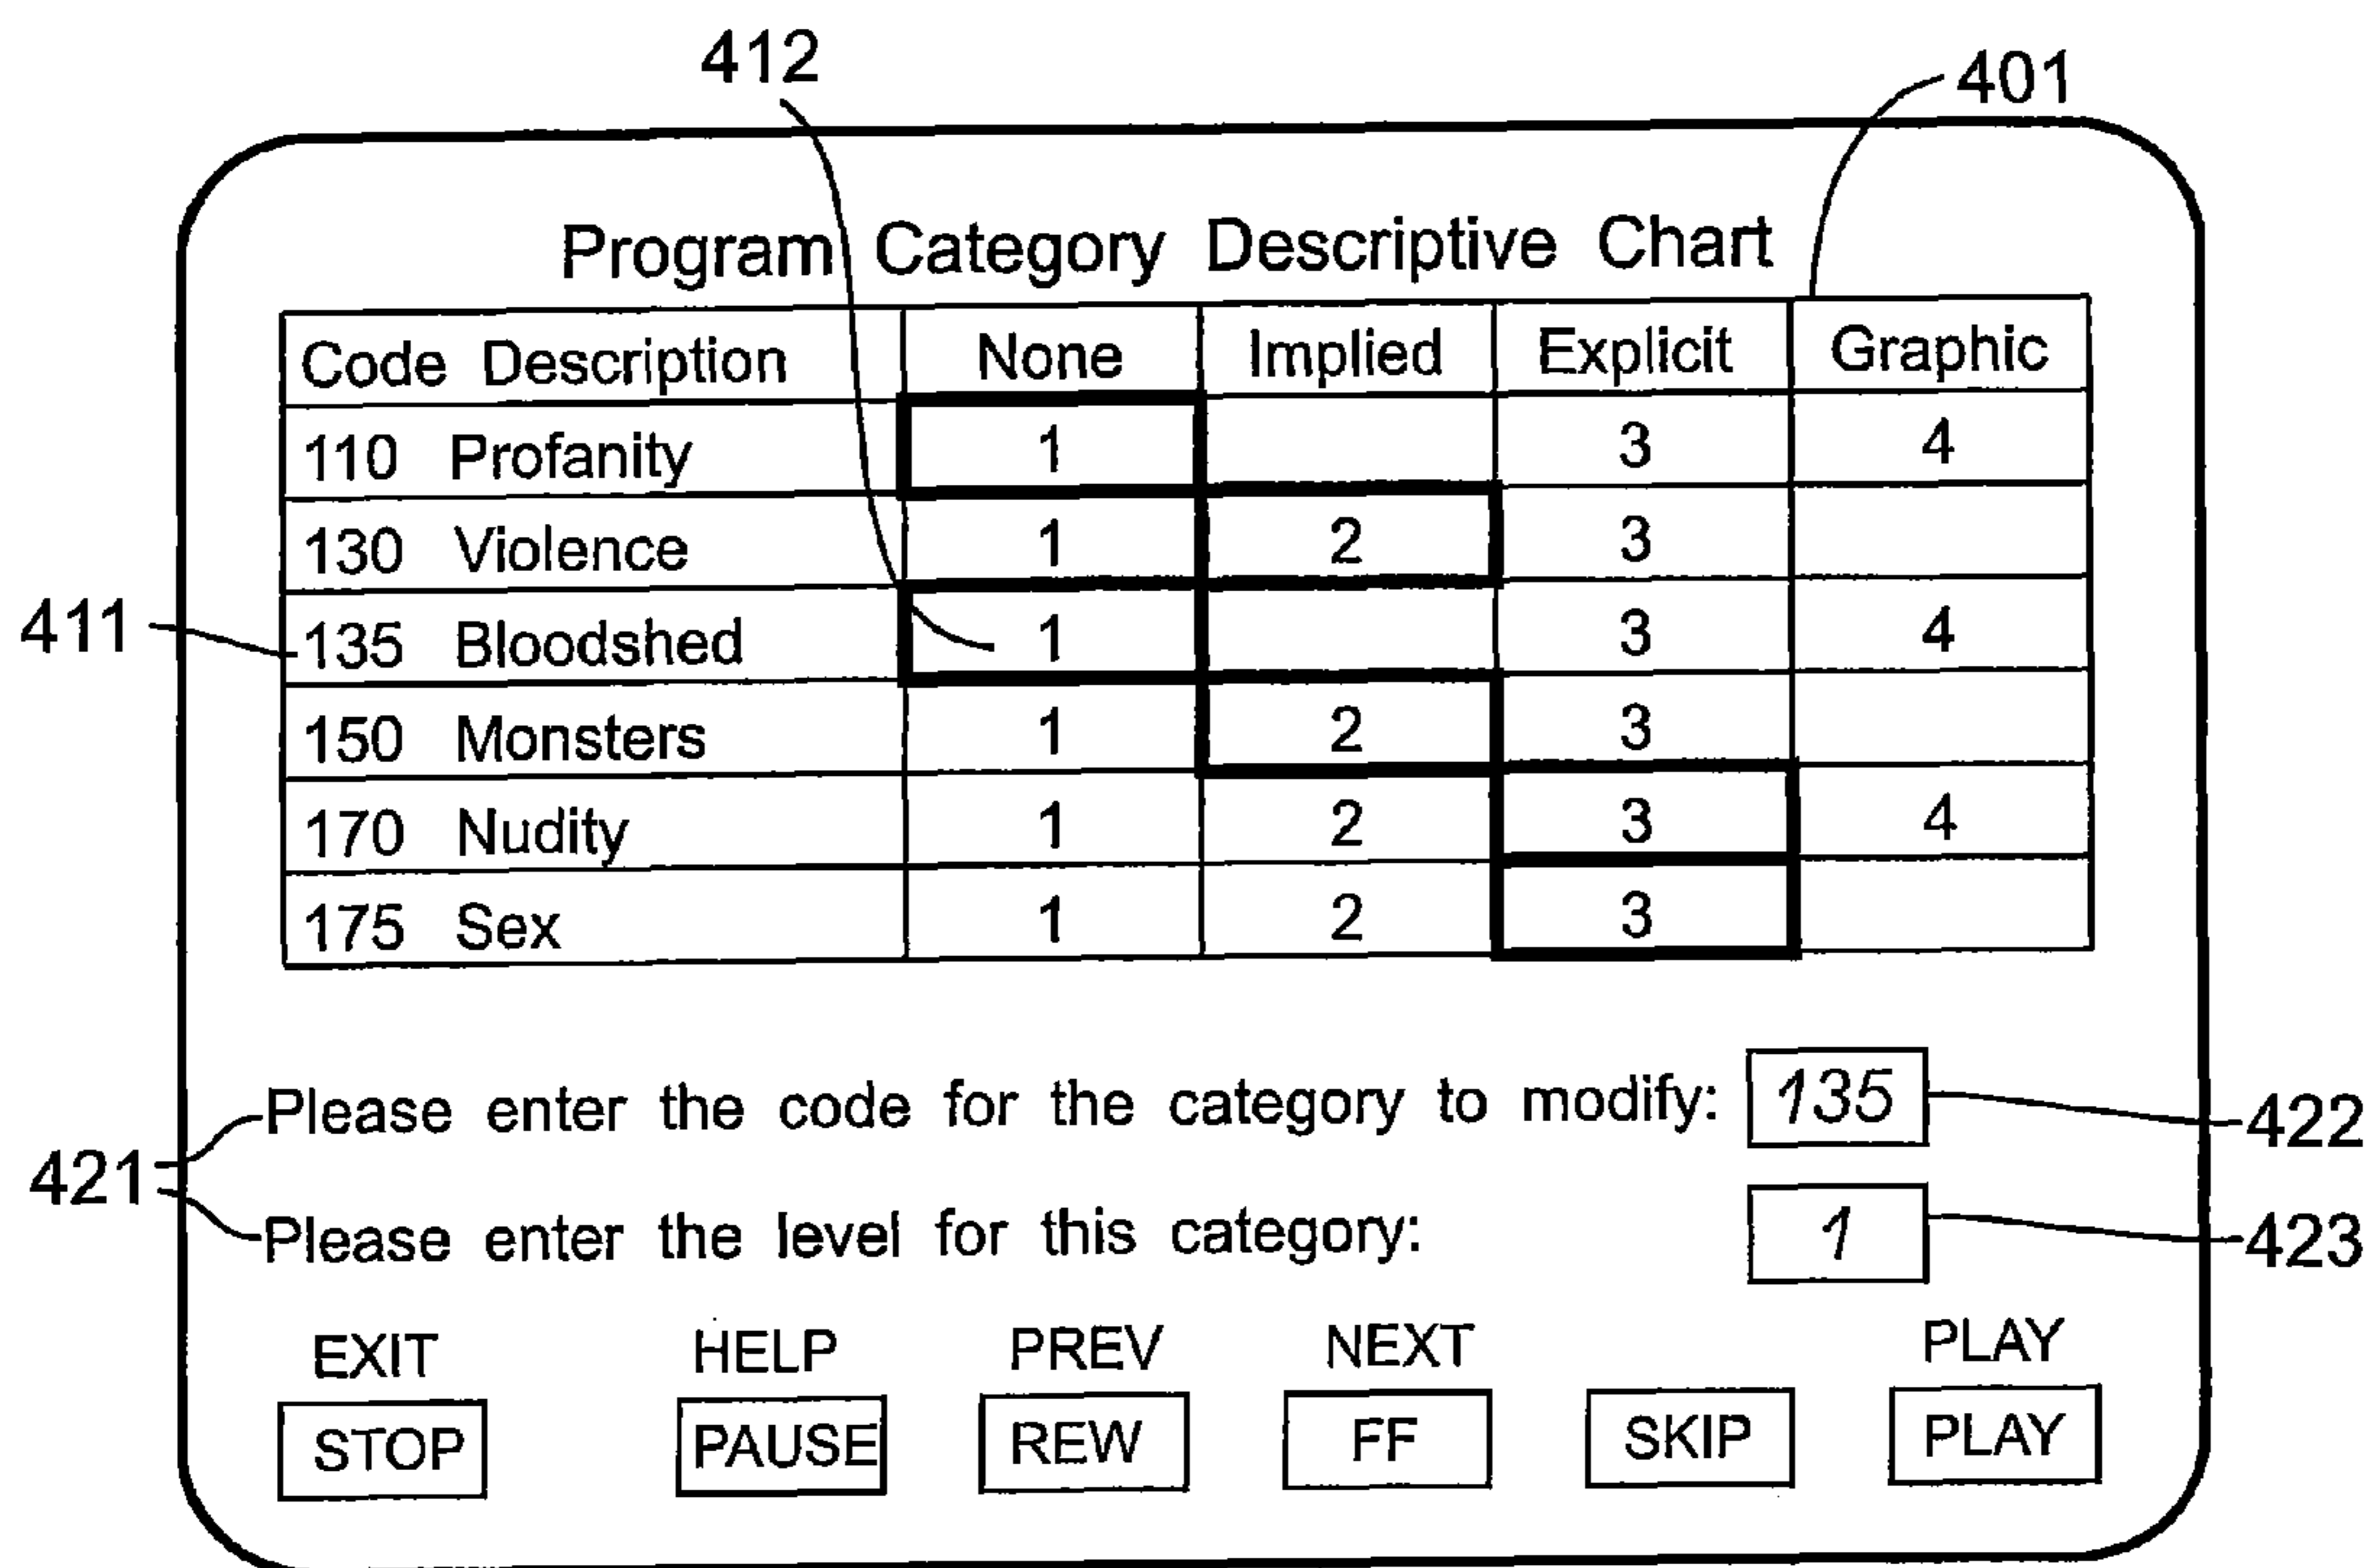 412
401
Program Category Descriptive Chart
Code Description None Implied Explicit Graphic
110 Profanity 1 3 4
130 Violence 1 2 3
411
135 Bloodshed 1 3 4
150 Monsters 1 2 3
170 Nudity 1 2 3 4
175 Sex 1 2 3
Please enter the code for the category to modify: 135
422
421
Please enter the level for this category: 1
423
EXIT HELP PREV NEXT PLAY
STOP PAUSE REW FF SKIP PLAY